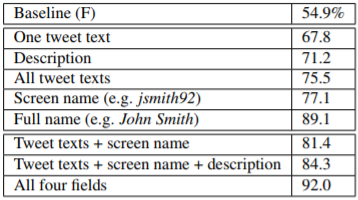 Baseline (F) 54.9%
One tweet text 67.8
Description 71.2
All tweet texts 75.5
Screen name (e.g. jsmith92) 77.1
Full name (e.g. John Smith) 89.1
Tweet texts + screen name 81.4
Tweet texts + screen name + description 84.3
All four fields 92.0